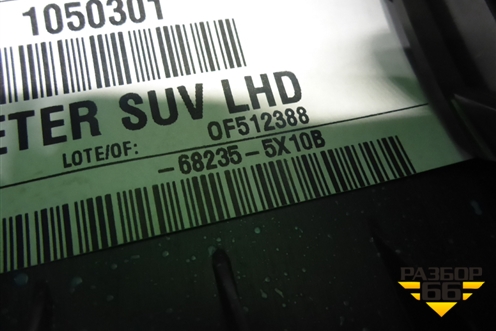 1050301
ETER SUV LHD
LOTE/OF: OF512388
-68235-5X10B
РАЗБОР
66